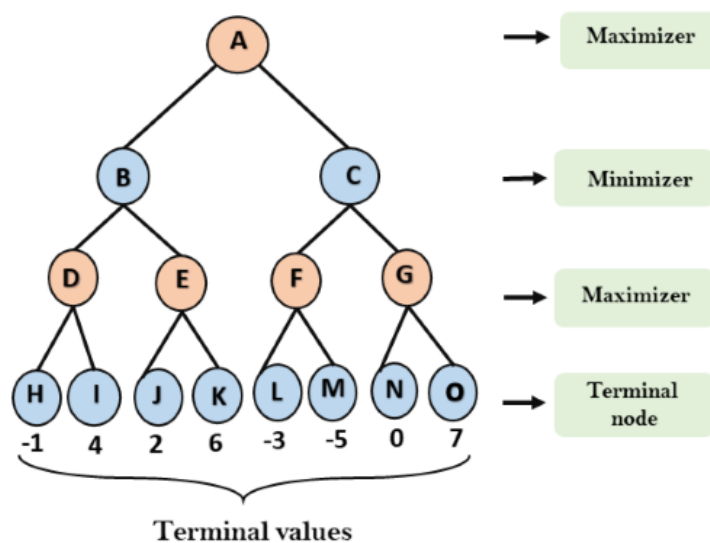 A
Maximizer
B
C
Minimizer
D
E
F
G
Maximizer
H
I
J
K
L
M
N
O
Terminal
node
-1
4
2
6
-3
-5
0
7
Terminal values